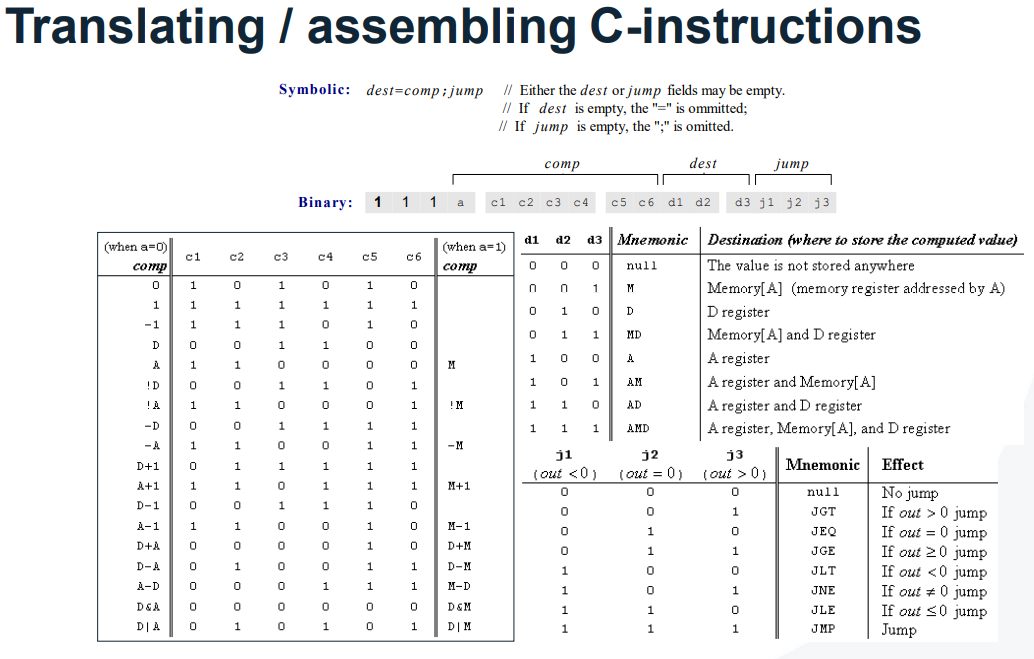 Translating / assembling C-instructions
Symbolic: dest=comp;jump // Either the dest or jump fields may be empty.
// If dest is empty, the "=" is ommitted;
// If jump is empty, the ";" is omitted.
comp dest jump
Binary: 1 1 1 a c1 c2 c3 c4 c5 c6 d1 d2 d3 j1 j2 j3
(when a=0) comp c1 c2 c3 c4 c5 c6 (when a=1) comp
0 1 0 1 0 1 0
1 1 1 1 1 1 1
-1 1 1 1 0 1 0
D 0 0 1 1 0 0
A 1 1 0 0 0 0 M
!D 0 0 1 1 0 1
!A 1 1 0 0 0 1 !M
-D 0 0 1 1 1 1
-A 1 1 0 0 1 1 -M
D+1 0 1 1 1 1 1
A+1 1 1 0 1 1 1 M+1
D-1 0 0 1 1 1 0
A-1 1 1 0 0 1 0 M-1
D+A 0 0 0 0 1 0 D+M
D-A 0 1 0 0 1 1 D-M
A-D 0 0 0 1 1 1 M-D
D&A 0 0 0 0 0 0 D&M
D|A 0 1 0 1 0 1 D|M
d1 d2 d3 Mnemonic Destination (where to store the computed value)
0 0 0 null The value is not stored anywhere
0 0 1 M Memory[A] (memory register addressed by A)
0 1 0 D D register
0 1 1 MD Memory[A] and D register
1 0 0 A A register
1 0 1 AM A register and Memory[A]
1 1 0 AD A register and D register
1 1 1 AMD A register, Memory[A], and D register
j1 j2 j3 Mnemonic Effect
(out <0) (out = 0) (out > 0)
0 0 0 null No jump
0 0 1 JGT If out > 0 jump
0 1 0 JEQ If out = 0 jump
0 1 1 JGE If out ≥ 0 jump
1 0 0 JLT If out < 0 jump
1 0 1 JNE If out ≠ 0 jump
1 1 0 JLE If out ≤ 0 jump
1 1 1 JMP Jump